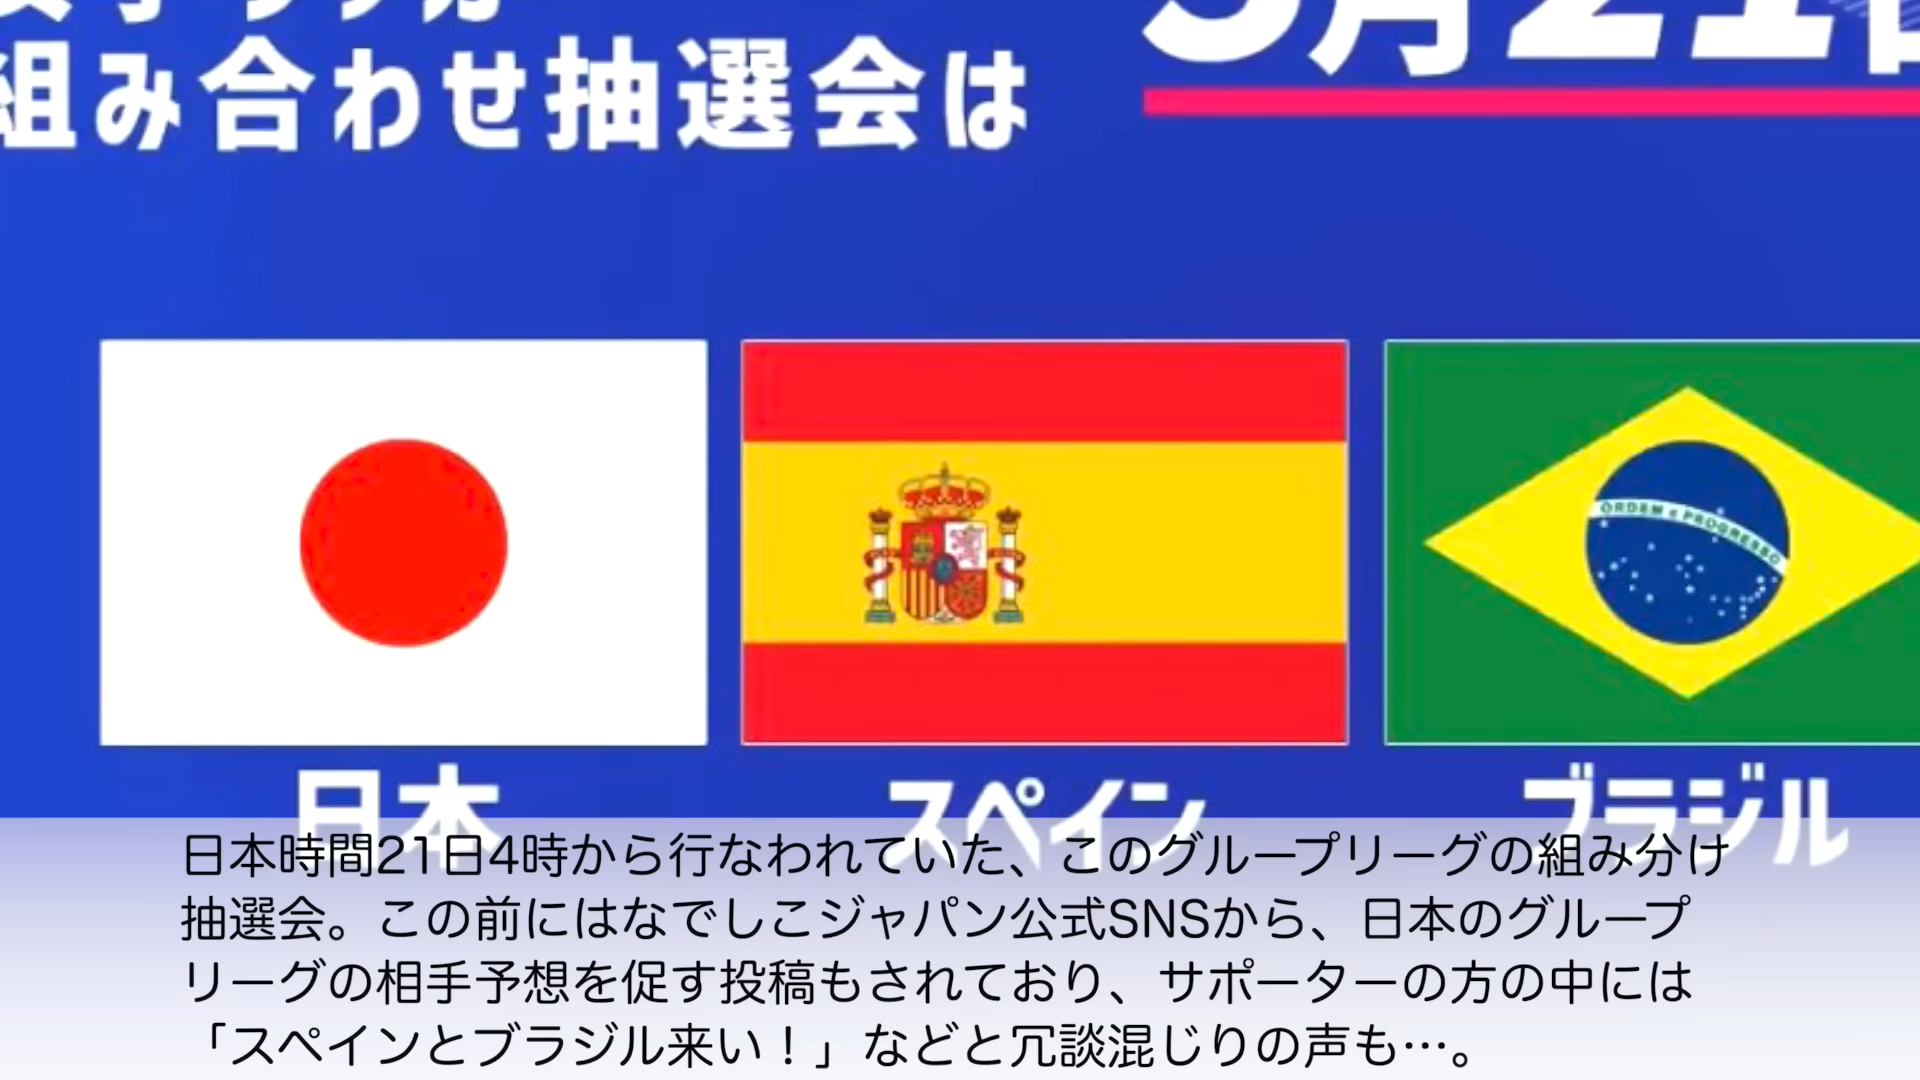 組み合わせ抽選会は
3月21日
ORDEM E PROGRESSO
日本
スペイン
ブラジル
日本時間21日4時から行なわれていた、このグループリーグの組み分け
抽選会。この前にはなでしこジャパン公式SNSから、日本のグループ
リーグの相手予想を促す投稿もされており、サポーターの方の中には
「スペインとブラジル来い！」などと冗談混じりの声も…。